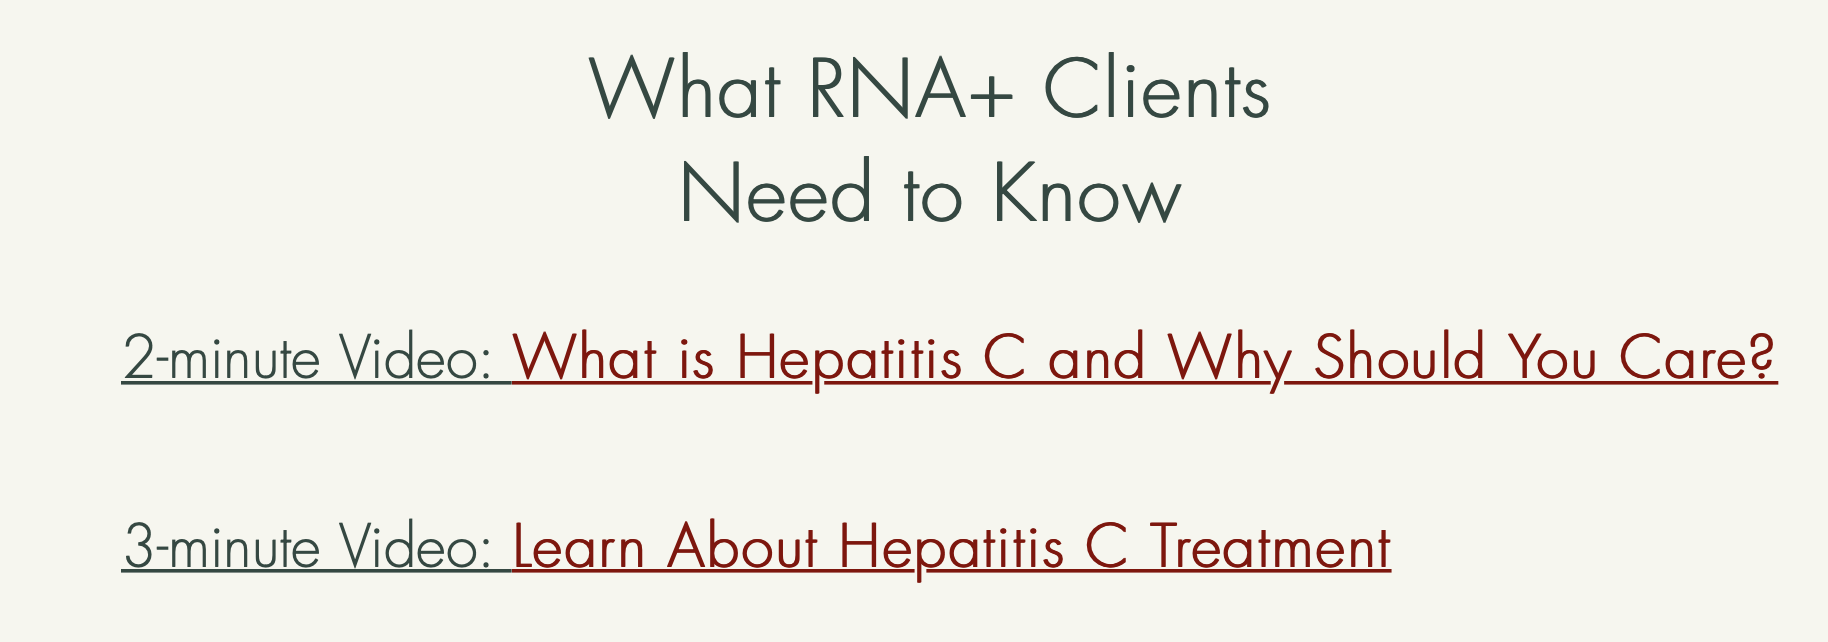 What RNA+ Clients
Need to Know
2-minute Video: What is Hepatitis C and Why Should You Care?
3-minute Video: Learn About Hepatitis C Treatment